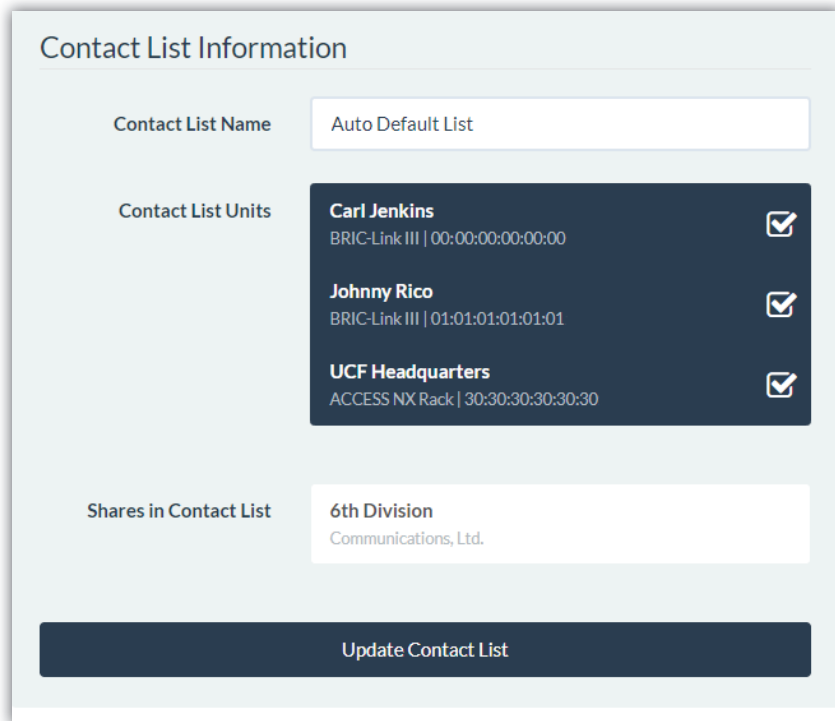 Contact List Information
Contact List Name
Auto Default List
Contact List Units
Carl Jenkins
BRIC-Link III | 00:00:00:00:00:00
Johnny Rico
BRIC-Link III | 01:01:01:01:01:01
UCF Headquarters
ACCESS NX Rack | 30:30:30:30:30:30
Shares in Contact List
6th Division
Communications, Ltd.
Update Contact List